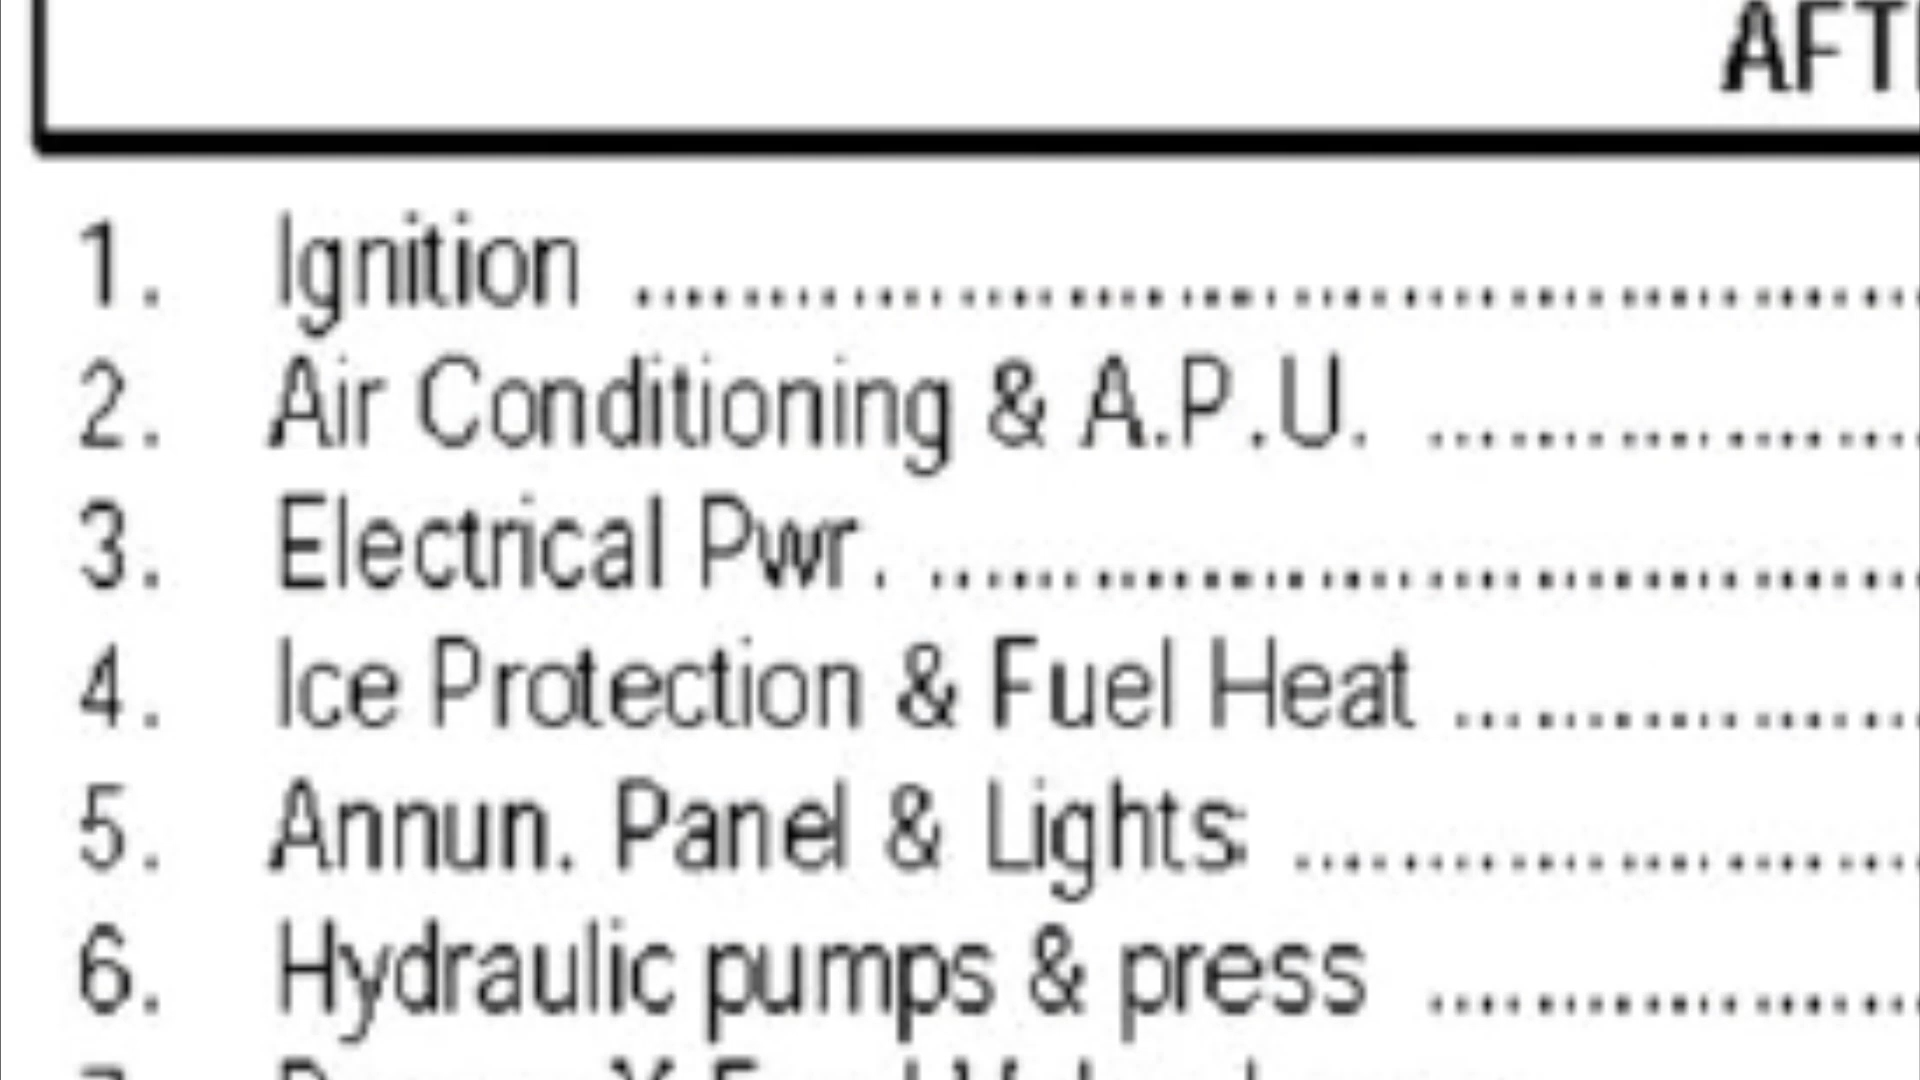 1. Ignition ........................................
2. Air Conditioning & A.P.U. ..................
3. Electrical Pwr. ....................................
4. Ice Protection & Fuel Heat .................
5. Annun. Panel & Lights .......................
6. Hydraulic pumps & press ..................